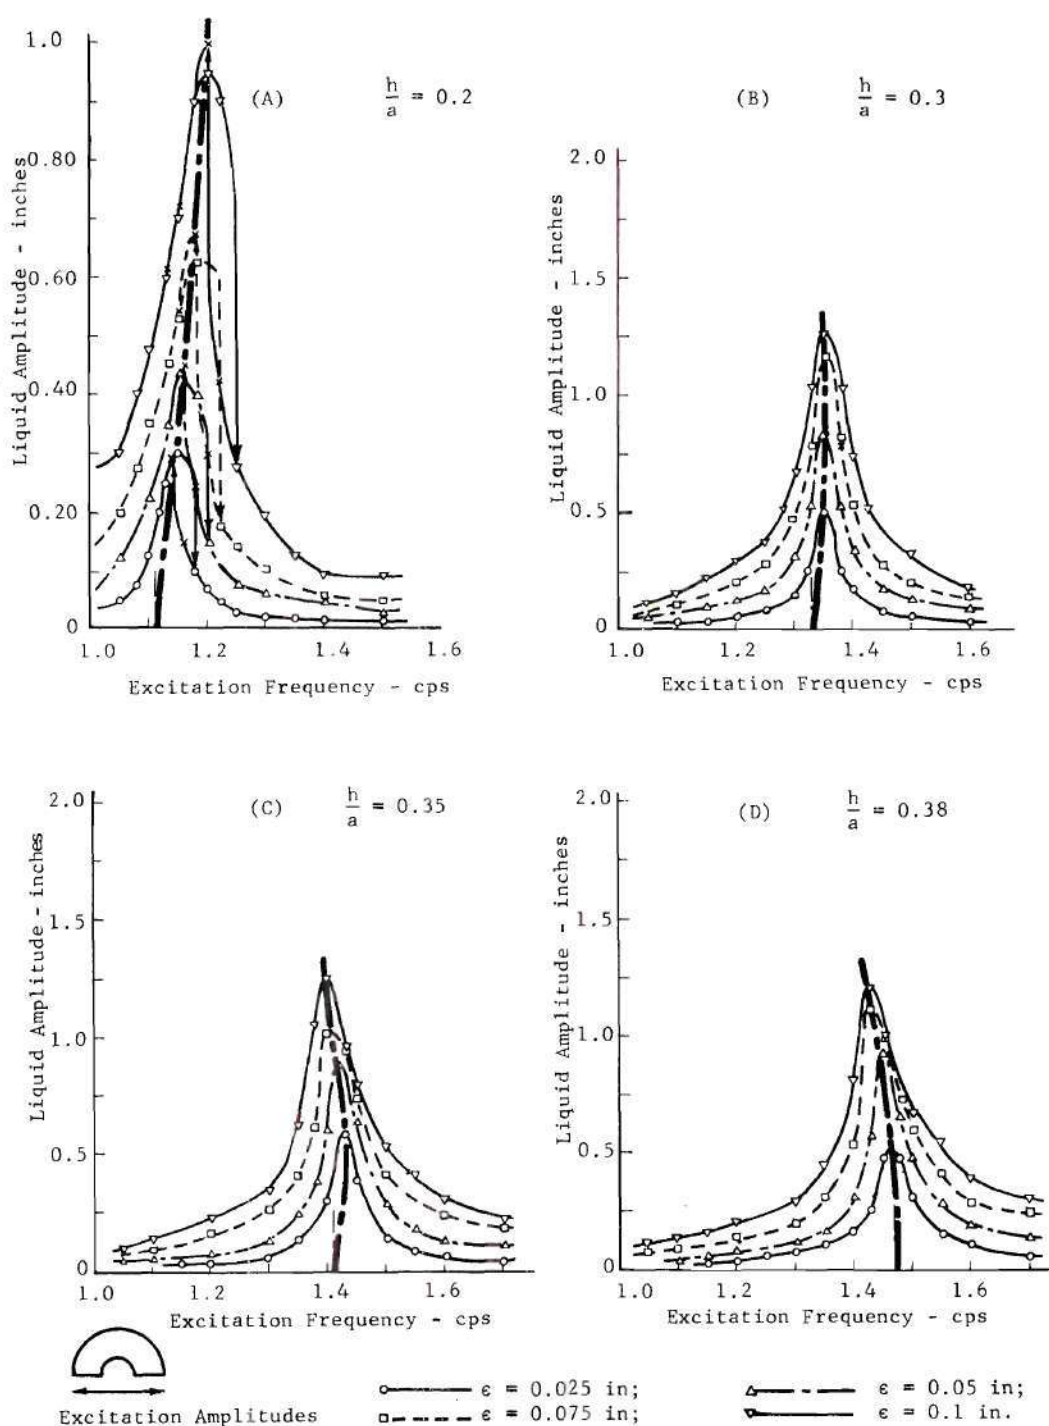 (A) h/a = 0.2
1.0
0.80
0.60
0.40
0.20
0
Liquid Amplitude - inches
1.0 1.2 1.4 1.6
Excitation Frequency - cps
(B) h/a = 0.3
2.0
1.5
1.0
0.5
0
Liquid Amplitude - inches
1.0 1.2 1.4 1.6
Excitation Frequency - cps
(C) h/a = 0.35
2.0
1.5
1.0
0.5
0
Liquid Amplitude - inches
1.0 1.2 1.4 1.6
Excitation Frequency - cps
(D) h/a = 0.38
2.0
1.5
1.0
0.5
0
Liquid Amplitude - inches
1.0 1.2 1.4 1.6
Excitation Frequency - cps
Excitation Amplitudes
ε = 0.025 in;
ε = 0.05 in;
ε = 0.075 in;
ε = 0.1 in.